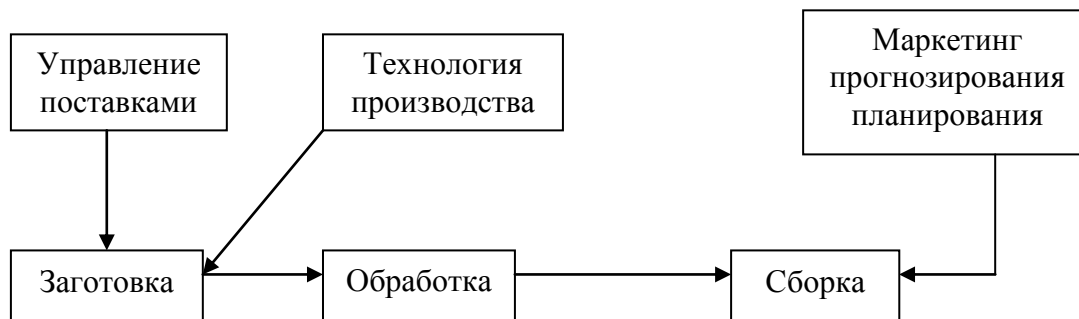 Управление
поставками
Технология
производства
Маркетинг
прогнозирования
планирования
Заготовка
Обработка
Сборка